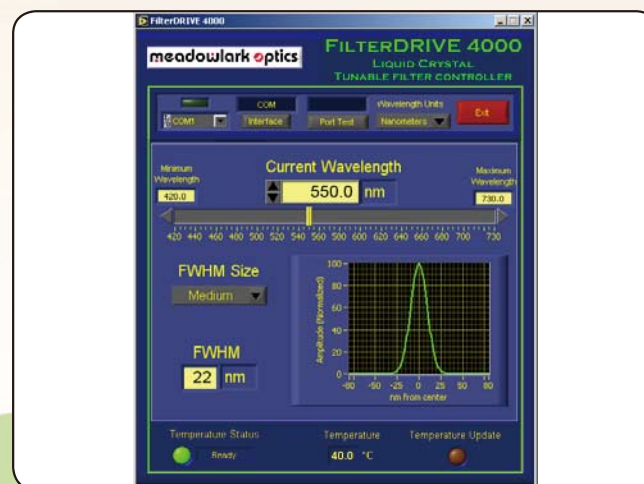 FilterDRIVE 4000
meadowlark optics
FILTERDRIVE 4000
LIQUID CRYSTAL
TUNABLE FILTER CONTROLLER
COM1
COM
Interface
Port Test
Wavelength Units
Nanometers
Exit
Minimum
Wavelength
420.0
Current Wavelength
550.0 nm
Maximum
Wavelength
730.0
420 440 460 480 500 520 540 560 580 600 620 640 660 680 700 730
FWHM Size
Medium
FWHM
22 nm
Amplitude (Normalized)
100
80
60
40
20
0
-80 -50 -25 0 25 50 80
nm from center
Temperature Status
Ready
Temperature
40.0 °C
Temperature Update